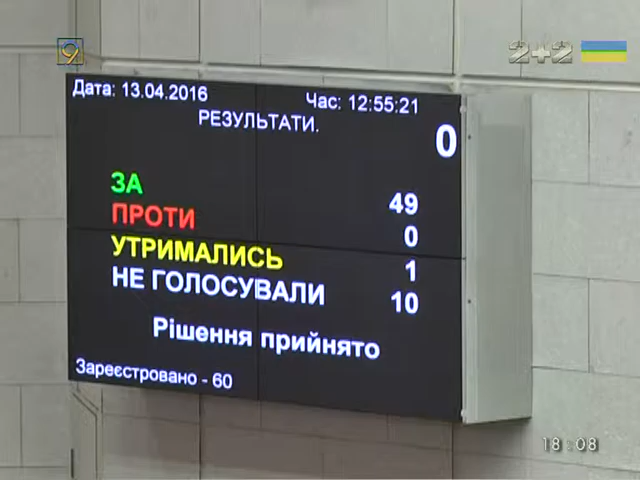 9
2+2
Дата: 13.04.2016 Час: 12:55:21
РЕЗУЛЬТАТИ.
0
ЗА 49
ПРОТИ 0
УТРИМАЛИСЬ 1
НЕ ГОЛОСУВАЛИ 10
Рішення прийнято
Зареєстровано - 60
18:08